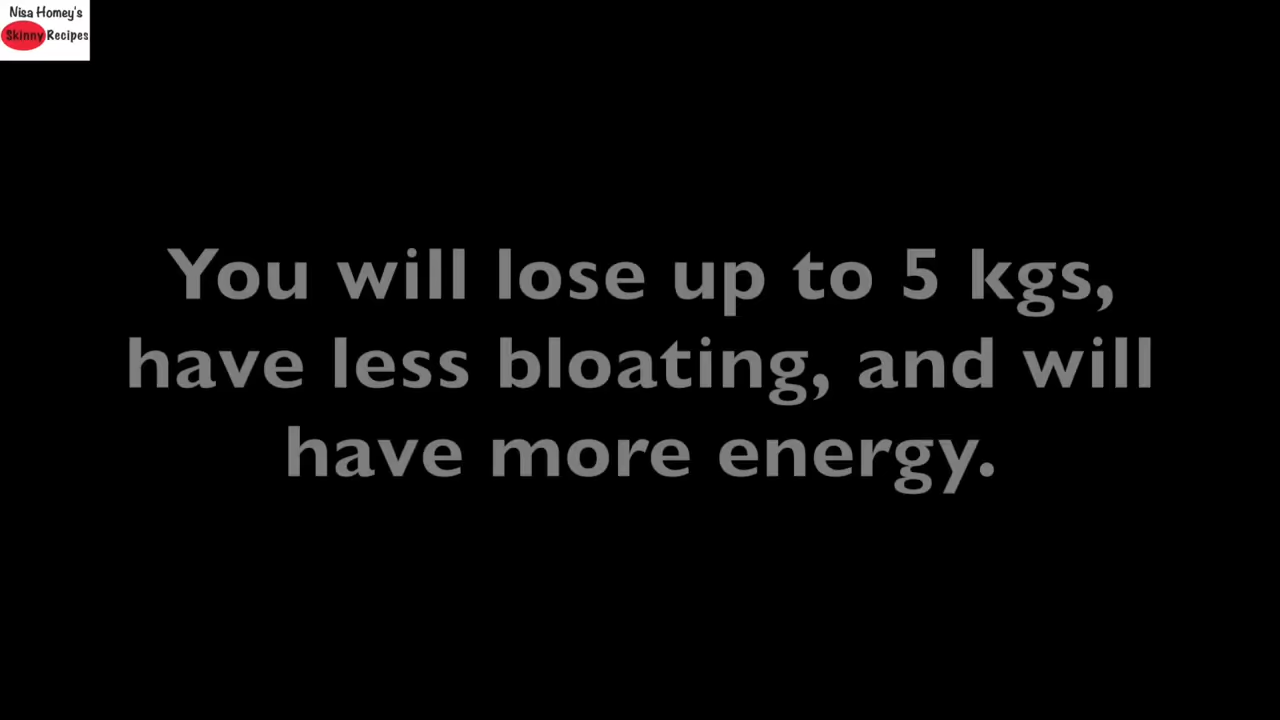 Nisa Homey's
Skinny Recipes
You will lose up to 5 kgs,
have less bloating, and will
have more energy.